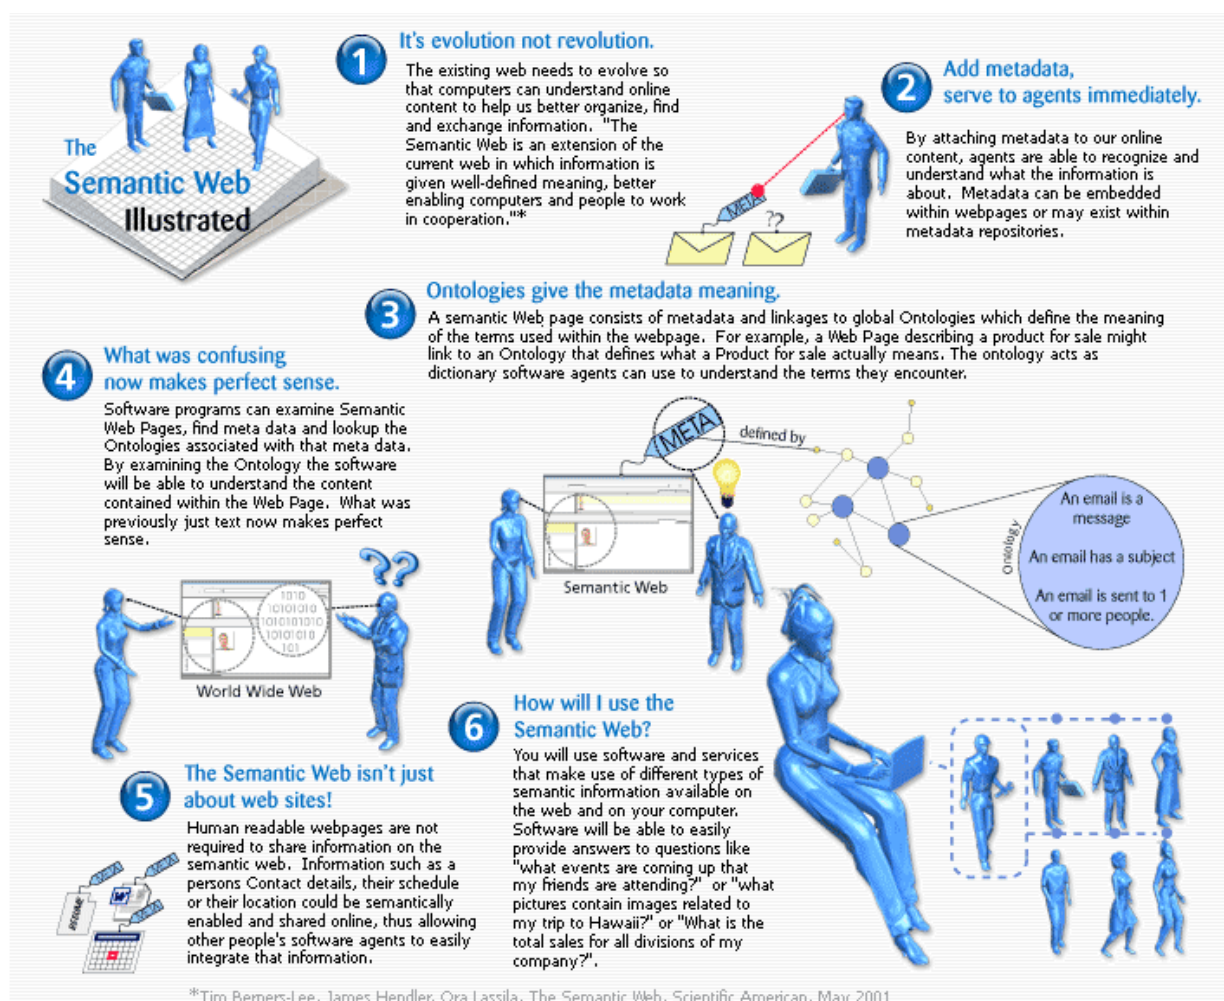 The
Semantic Web
Illustrated
1
It's evolution not revolution.
The existing web needs to evolve so
that computers can understand online
content to help us better organize, find
and exchange information. "The
Semantic Web is an extension of the
current web in which information is
given well-defined meaning, better
enabling computers and people to work
in cooperation."*
2
Add metadata,
serve to agents immediately.
By attaching metadata to our online
content, agents are able to recognize and
understand what the information is
about. Metadata can be embedded
within webpages or may exist within
metadata repositories.
META
??
3
Ontologies give the metadata meaning.
A semantic Web page consists of metadata and linkages to global Ontologies which define the meaning
of the terms used within the webpage. For example, a Web Page describing a product for sale might
link to an Ontology that defines what a Product for sale actually means. The ontology acts as
dictionary software agents can use to understand the terms they encounter.
4
What was confusing
now makes perfect sense.
Software programs can examine Semantic
Web Pages, find meta data and lookup the
Ontologies associated with that meta data.
By examining the Ontology the software
will be able to understand the content
contained within the Web Page. What was
previously just text now makes perfect
sense.
META
defined by
Ontology
An email is a
message
An email has a subject
An email is sent to 1
or more people.
Semantic Web
??
1010
10101010
1010101010
10101010
101
World Wide Web
5
The Semantic Web isn't just
about web sites!
Human readable webpages are not
required to share information on the
semantic web. Information such as a
persons Contact details, their schedule
or their location could be semantically
enabled and shared online, thus allowing
other people's software agents to easily
integrate that information.
RESUME
W
6
How will I use the
Semantic Web?
You will use software and services
that make use of different types of
semantic information available on
the web and on your computer.
Software will be able to easily
provide answers to questions like
"what events are coming up that
my friends are attending?" or "what
pictures contain images related to
my trip to Hawaii?" or "What is the
total sales for all divisions of my
company?".
*Tim Berners-Lee, James Hendler, Ora Lassila, The Semantic Web, Scientific American, May 2001